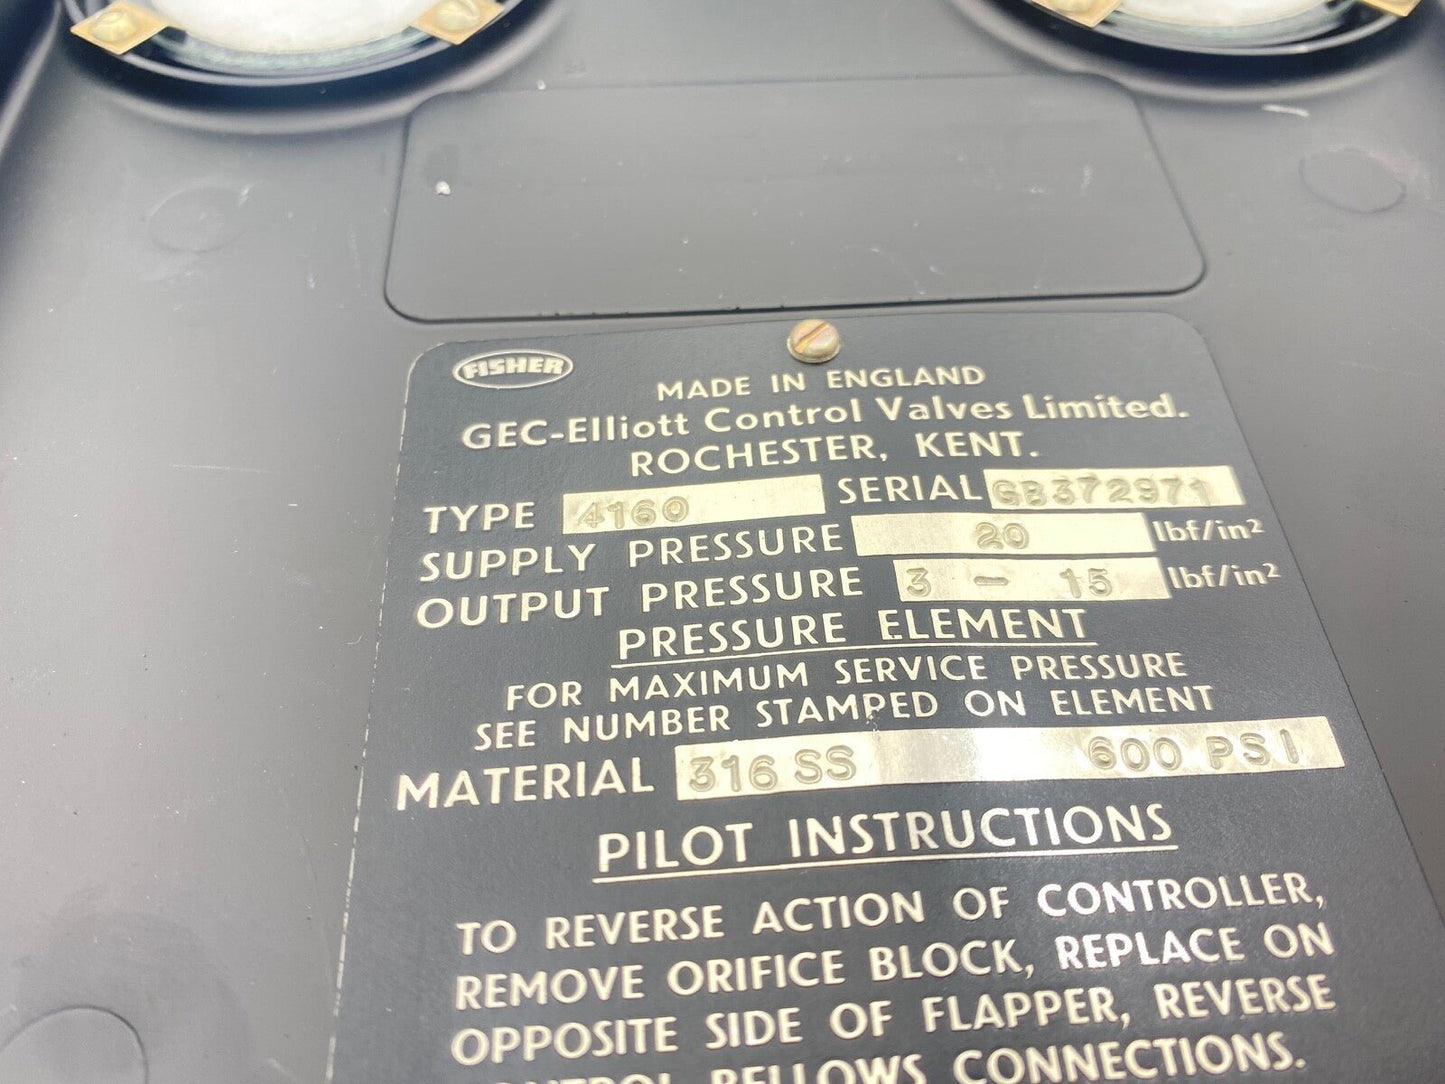 FISHER
MADE IN ENGLAND
GEC-Elliott Control Valves Limited.
ROCHESTER, KENT.
TYPE 4160 SERIAL GB372971
SUPPLY PRESSURE 20 lbf/in²
OUTPUT PRESSURE 3 - 15 lbf/in²
PRESSURE ELEMENT
FOR MAXIMUM SERVICE PRESSURE
SEE NUMBER STAMPED ON ELEMENT
MATERIAL 316 SS 600 PSI
PILOT INSTRUCTIONS
TO REVERSE ACTION OF CONTROLLER,
REMOVE ORIFICE BLOCK, REPLACE ON
OPPOSITE SIDE OF FLAPPER, REVERSE
CONTROL BELLOWS CONNECTIONS.